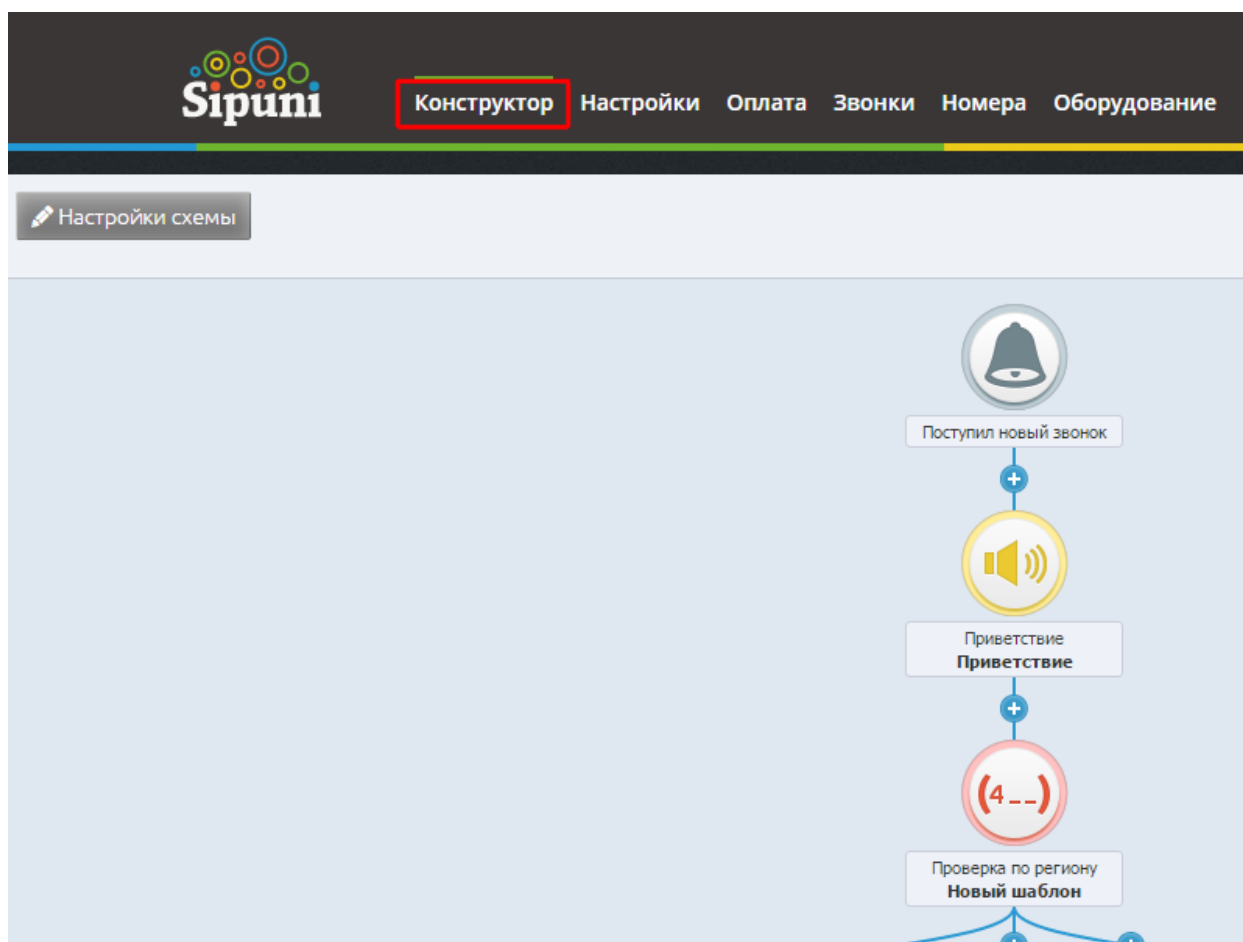 Sipuni
Конструктор Настройки Оплата Звонки Номера Оборудование
Настройки схемы
Поступил новый звонок
Приветствие
Приветствие
(4__)
Проверка по региону
Новый шаблон